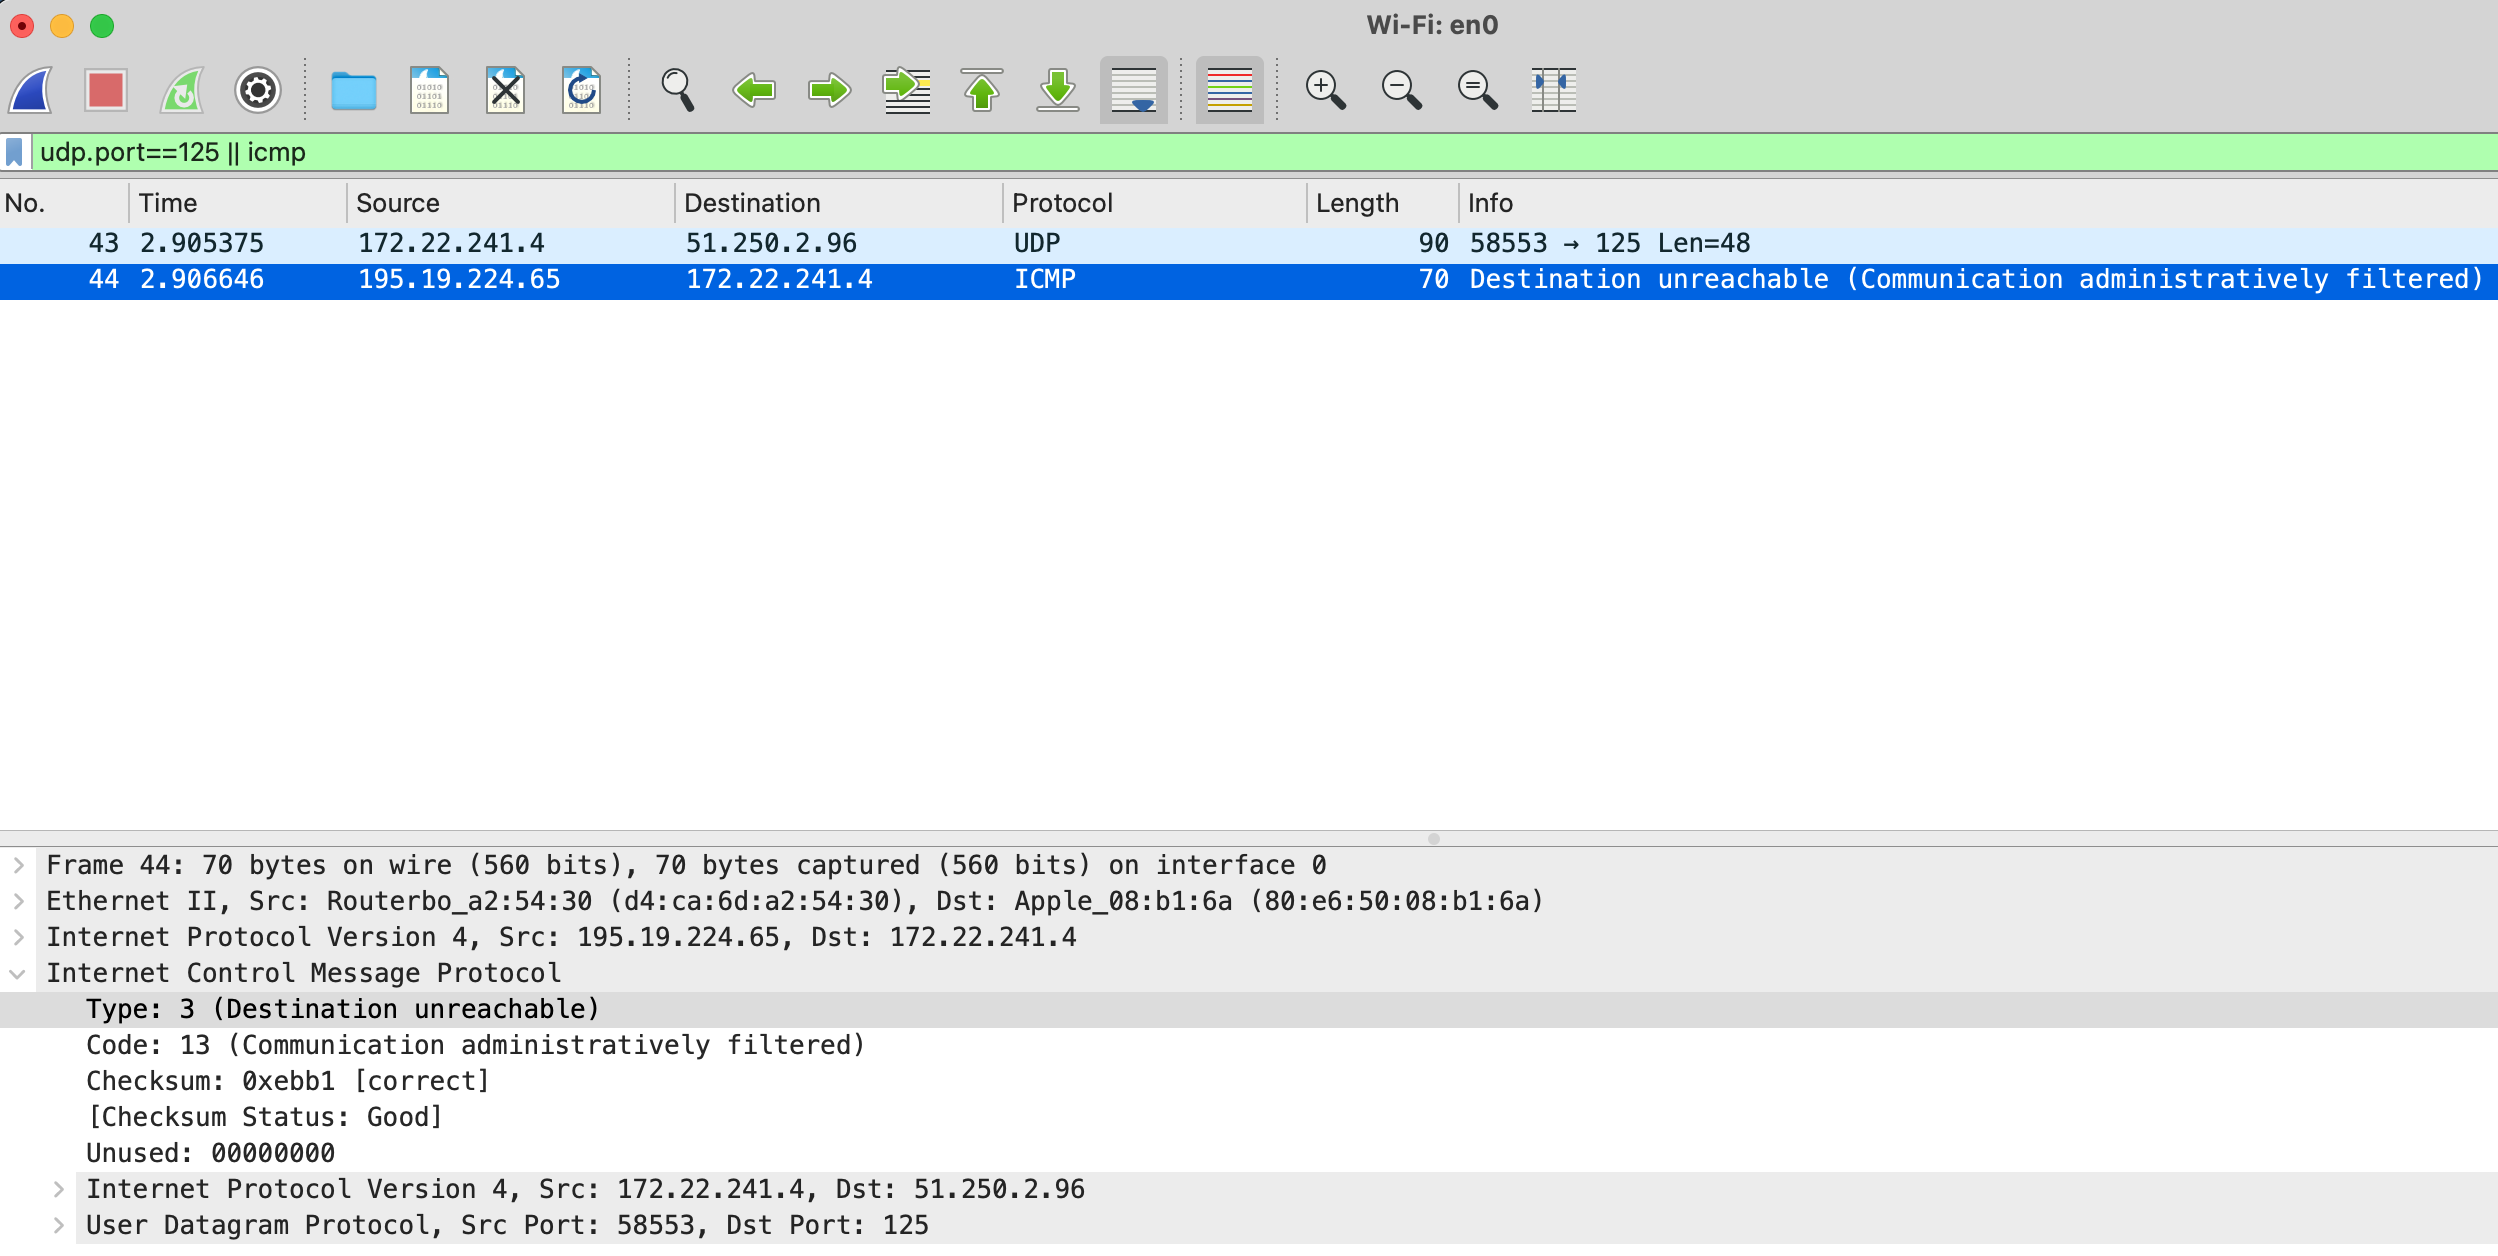 Wi-Fi: en0
udp.port==125 || icmp
No. Time Source Destination Protocol Length Info
43 2.905375 172.22.241.4 51.250.2.96 UDP 90 58553 → 125 Len=48
44 2.906646 195.19.224.65 172.22.241.4 ICMP 70 Destination unreachable (Communication administratively filtered)
Frame 44: 70 bytes on wire (560 bits), 70 bytes captured (560 bits) on interface 0
Ethernet II, Src: Routerbo_a2:54:30 (d4:ca:6d:a2:54:30), Dst: Apple_08:b1:6a (80:e6:50:08:b1:6a)
Internet Protocol Version 4, Src: 195.19.224.65, Dst: 172.22.241.4
Internet Control Message Protocol
Type: 3 (Destination unreachable)
Code: 13 (Communication administratively filtered)
Checksum: 0xebb1 [correct]
[Checksum Status: Good]
Unused: 00000000
Internet Protocol Version 4, Src: 172.22.241.4, Dst: 51.250.2.96
User Datagram Protocol, Src Port: 58553, Dst Port: 125